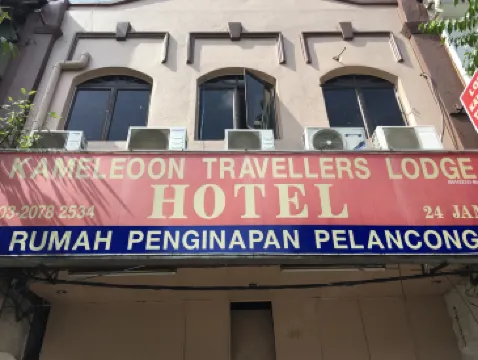 KAMELEOON TRAVELLERS LODGE
03-2078 2534 HOTEL 24 JAM
RUMAH PENGINAPAN PELANCONG